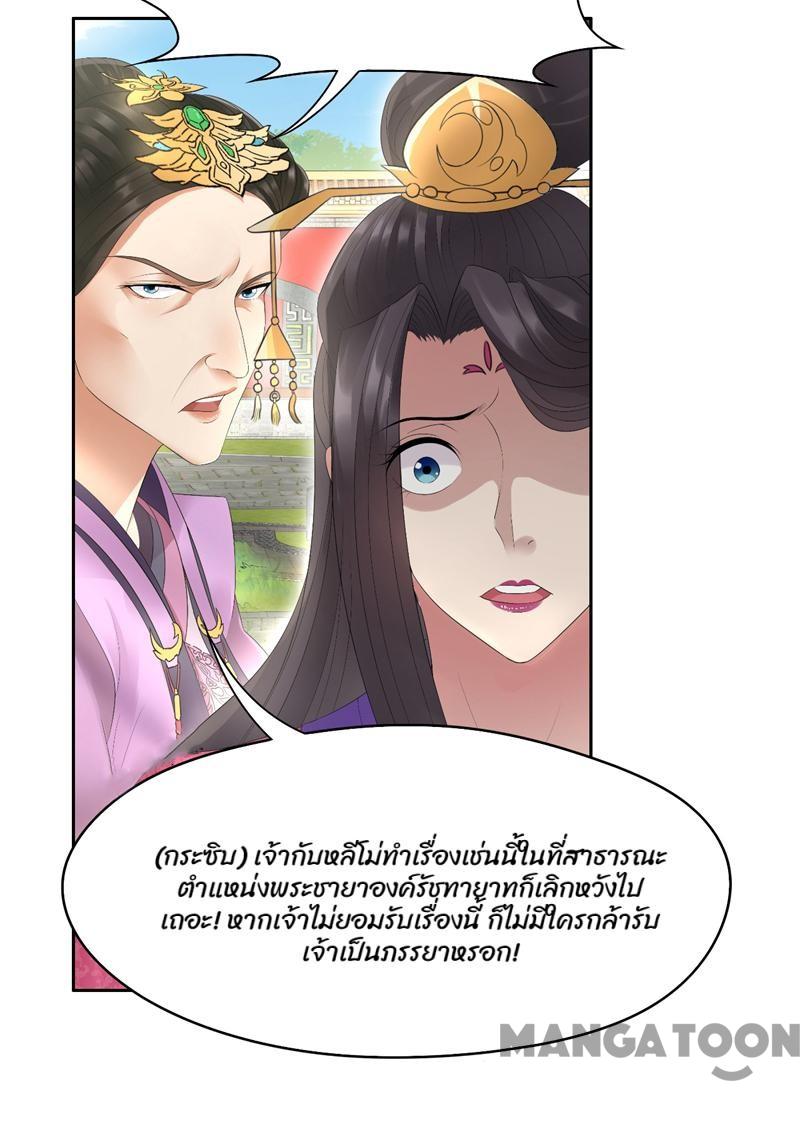 (กระซิบ) เจ้ากับหลีโม่ทำเรื่องเช่นนี้ในที่สาธารณะ
ตำแหน่งพระชายาองค์รัชทายาทก็เลิกหวังไป
เถอะ! หากเจ้าไม่ยอมรับเรื่องนี้ ก็ไม่มีใครกล้ารับ
เจ้าเป็นภรรยาหรอก!
MANGATOON